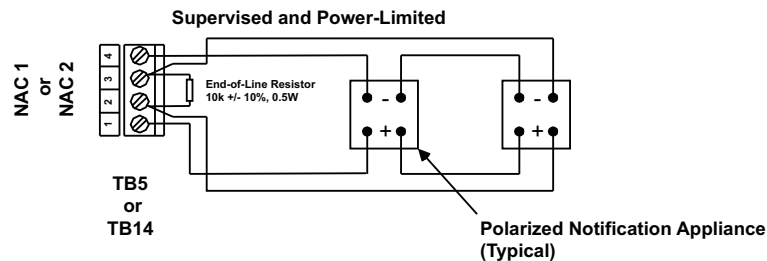 Supervised and Power-Limited
NAC 1
or
NAC 2
4
3
2
1
End-of-Line Resistor
10k +/- 10%, 0.5W
- -
+ +
TB5
or
TB14
Polarized Notification Appliance
(Typical)